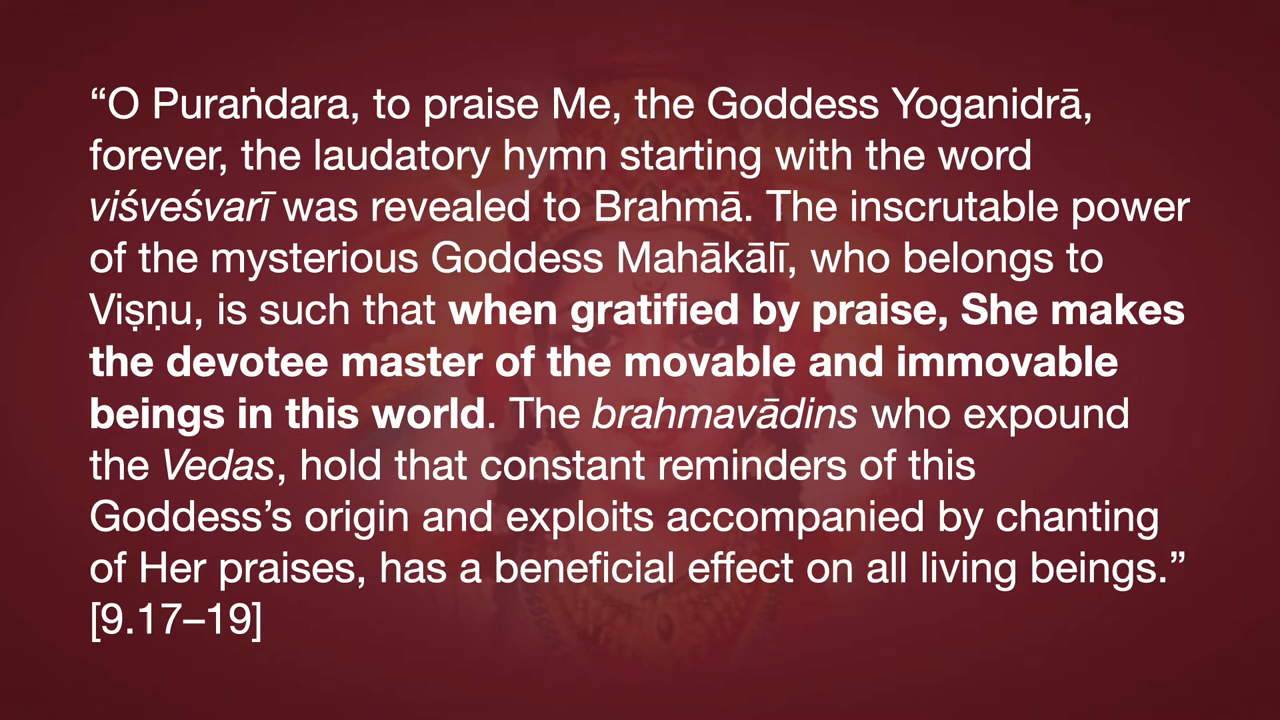 “O Puraṅdara, to praise Me, the Goddess Yoganidrā,
forever, the laudatory hymn starting with the word
viśveśvarī was revealed to Brahmā. The inscrutable power
of the mysterious Goddess Mahākālī, who belongs to
Viṣṇu, is such that when gratified by praise, She makes
the devotee master of the movable and immovable
beings in this world. The brahmavādins who expound
the Vedas, hold that constant reminders of this
Goddess’s origin and exploits accompanied by chanting
of Her praises, has a beneficial effect on all living beings.”
[9.17–19]